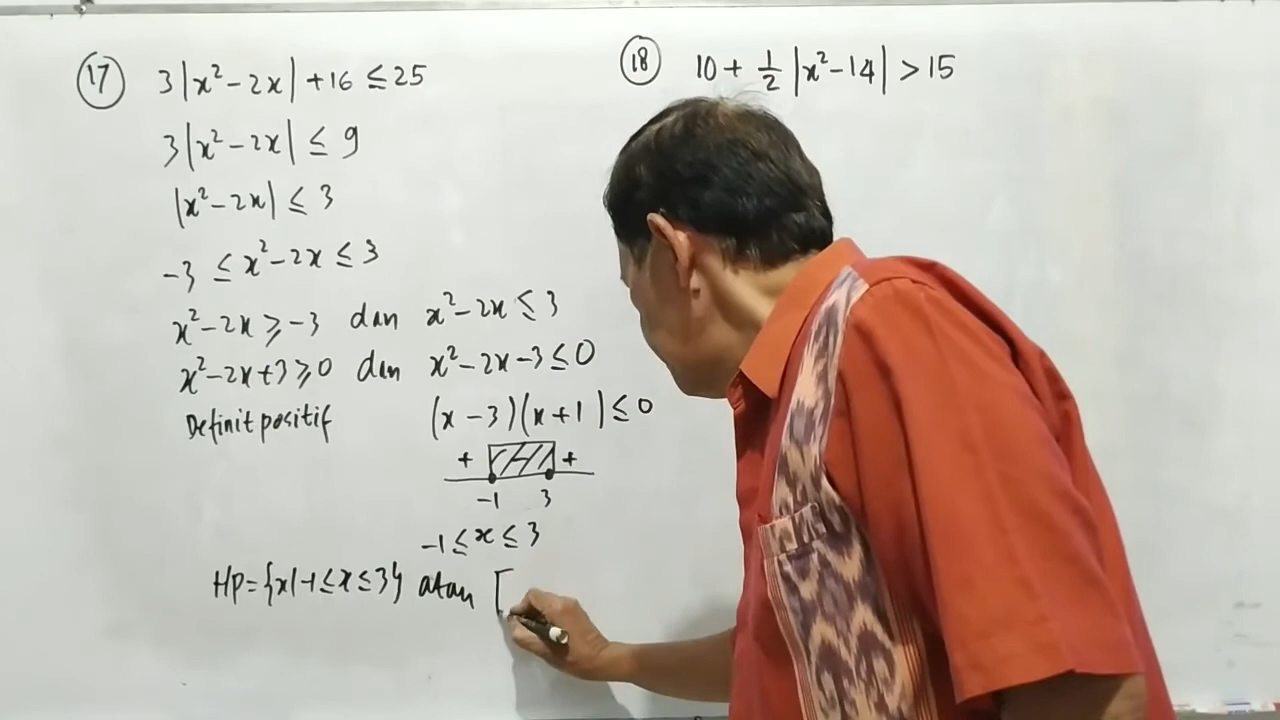 (17) 3|x²-2x| +16 ≤ 25
3|x²-2x| ≤ 9
|x²-2x| ≤ 3
-3 ≤ x²-2x ≤ 3
x²-2x ≥ -3 dan x²-2x ≤ 3
x²-2x+3 ≥ 0 dan x²-2x-3 ≤ 0
Definit positif (x-3)(x+1) ≤ 0
+ +
-1 3
-1 ≤ x ≤ 3
HP = {x|-1 ≤ x ≤ 3} atau [
(18) 10 + 1/2 |x²-14| > 15